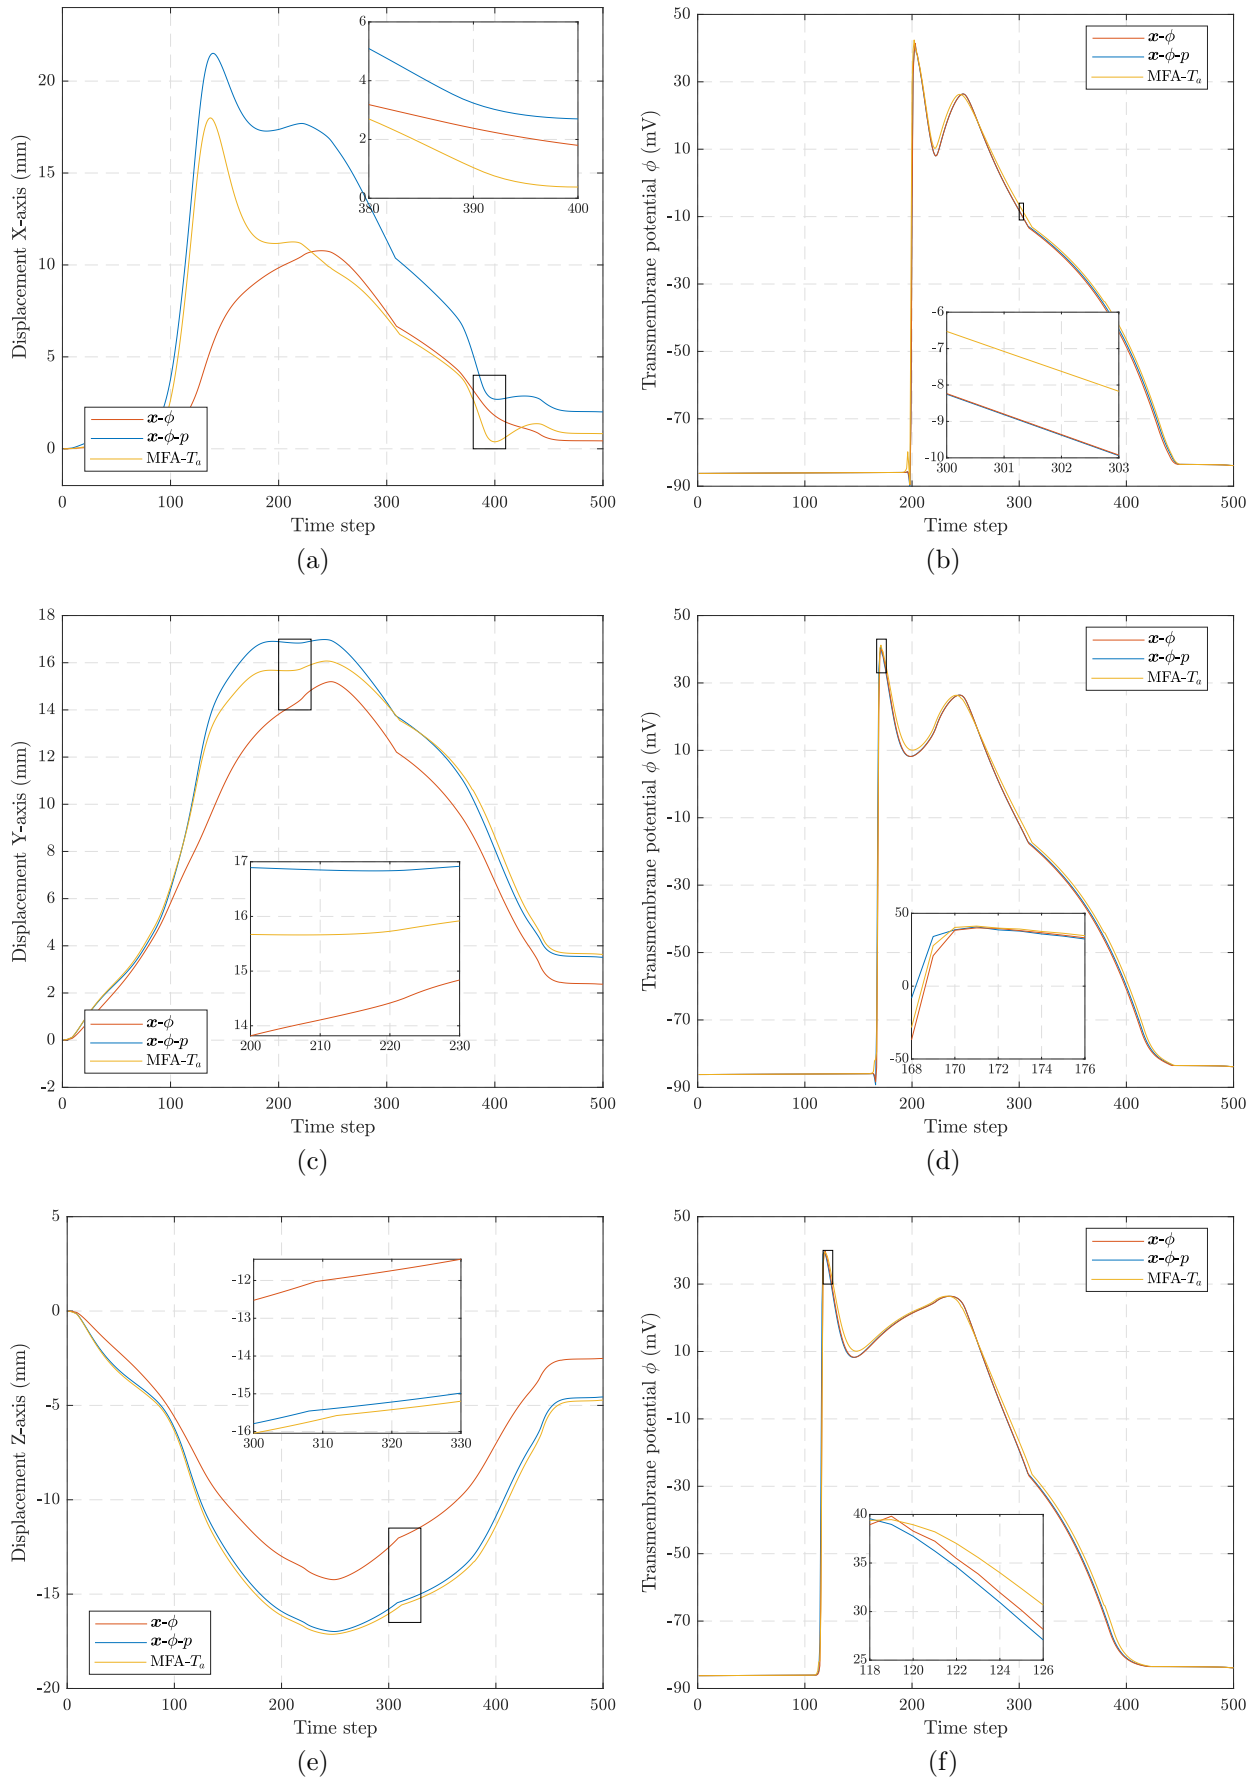 Displacement X-axis (mm)
20
15
10
5
0
0 100 200 300 400 500
Time step
x-ϕ
x-ϕ-p
MFA-Tₐ
6
4
2
0
380 390 400
(a)
Transmembrane potential ϕ (mV)
50
30
10
-10
-30
-50
-70
-90
0 100 200 300 400 500
Time step
x-ϕ
x-ϕ-p
MFA-Tₐ
-6
-7
-8
-9
-10
300 301 302 303
(b)
Displacement Y-axis (mm)
18
16
14
12
10
8
6
4
2
0
-2
0 100 200 300 400 500
Time step
x-ϕ
x-ϕ-p
MFA-Tₐ
17
16
15
14
200 210 220 230
(c)
Transmembrane potential ϕ (mV)
50
30
10
-10
-30
-50
-70
-90
0 100 200 300 400 500
Time step
x-ϕ
x-ϕ-p
MFA-Tₐ
50
0
-50
168 170 172 174 176
(d)
Displacement Z-axis (mm)
5
0
-5
-10
-15
-20
0 100 200 300 400 500
Time step
x-ϕ
x-ϕ-p
MFA-Tₐ
-12
-13
-14
-15
-16
300 310 320 330
(e)
Transmembrane potential ϕ (mV)
50
30
10
-10
-30
-50
-70
-90
0 100 200 300 400 500
Time step
x-ϕ
x-ϕ-p
MFA-Tₐ
40
35
30
25
118 120 122 124 126
(f)